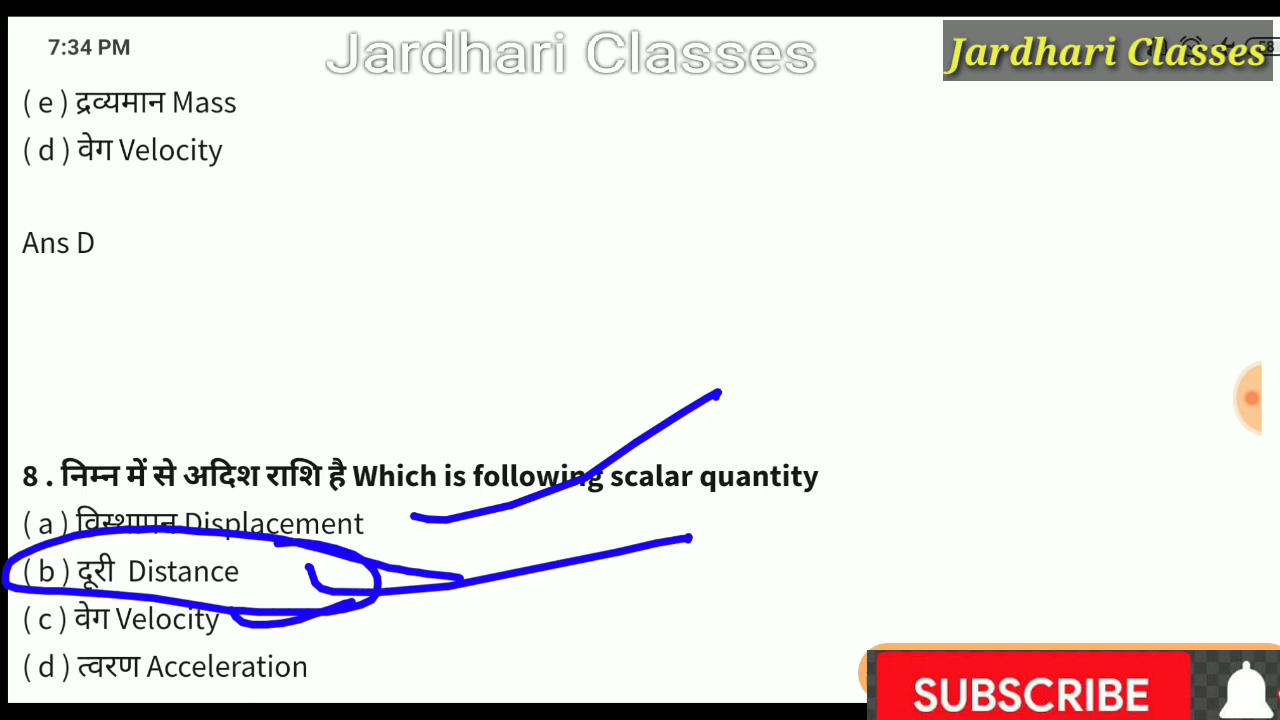 7:34 PM
Jardhari Classes
Jardhari Classes
58
( e ) द्रव्यमान Mass
( d ) वेग Velocity
Ans D
8 . निम्न में से अदिश राशि है Which is following scalar quantity
( a ) विस्थापन Displacement
( b ) दूरी Distance
( c ) वेग Velocity
( d ) त्वरण Acceleration
SUBSCRIBE